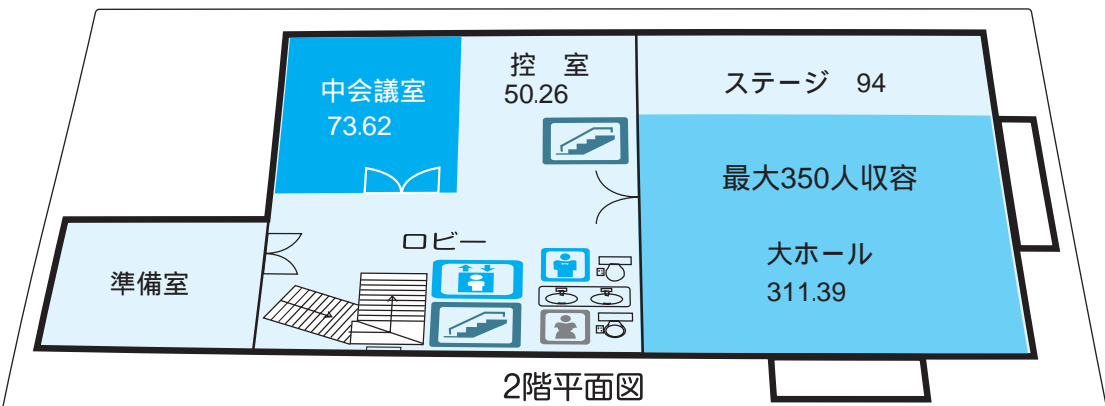 中会議室
73.62
控　室
50.26
ステージ　94
最大350人収容
大ホール
311.39
ロビー
準備室
2階平面図